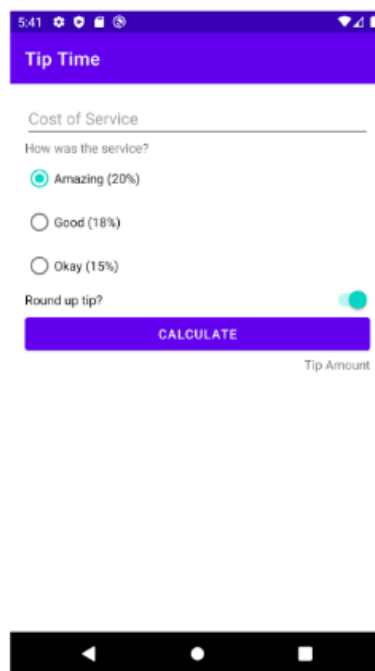 5:41
Tip Time
Cost of Service
How was the service?
Amazing (20%)
Good (18%)
Okay (15%)
Round up tip?
CALCULATE
Tip Amount